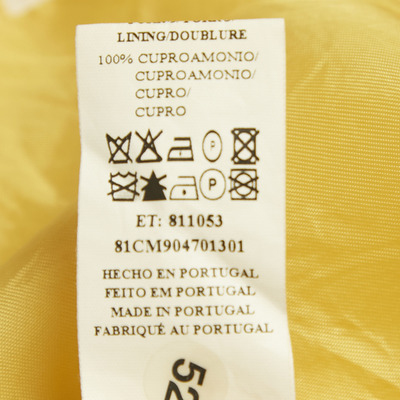 LINING/DOUBLURE
100% CUPROAMONIO/
CUPROAMONIO/
CUPRO/
CUPRO
P
P
ET: 811053
81CM904701301
HECHO EN PORTUGAL
FEITO EM PORTUGAL
MADE IN PORTUGAL
FABRIQUÉ AU PORTUGAL
52